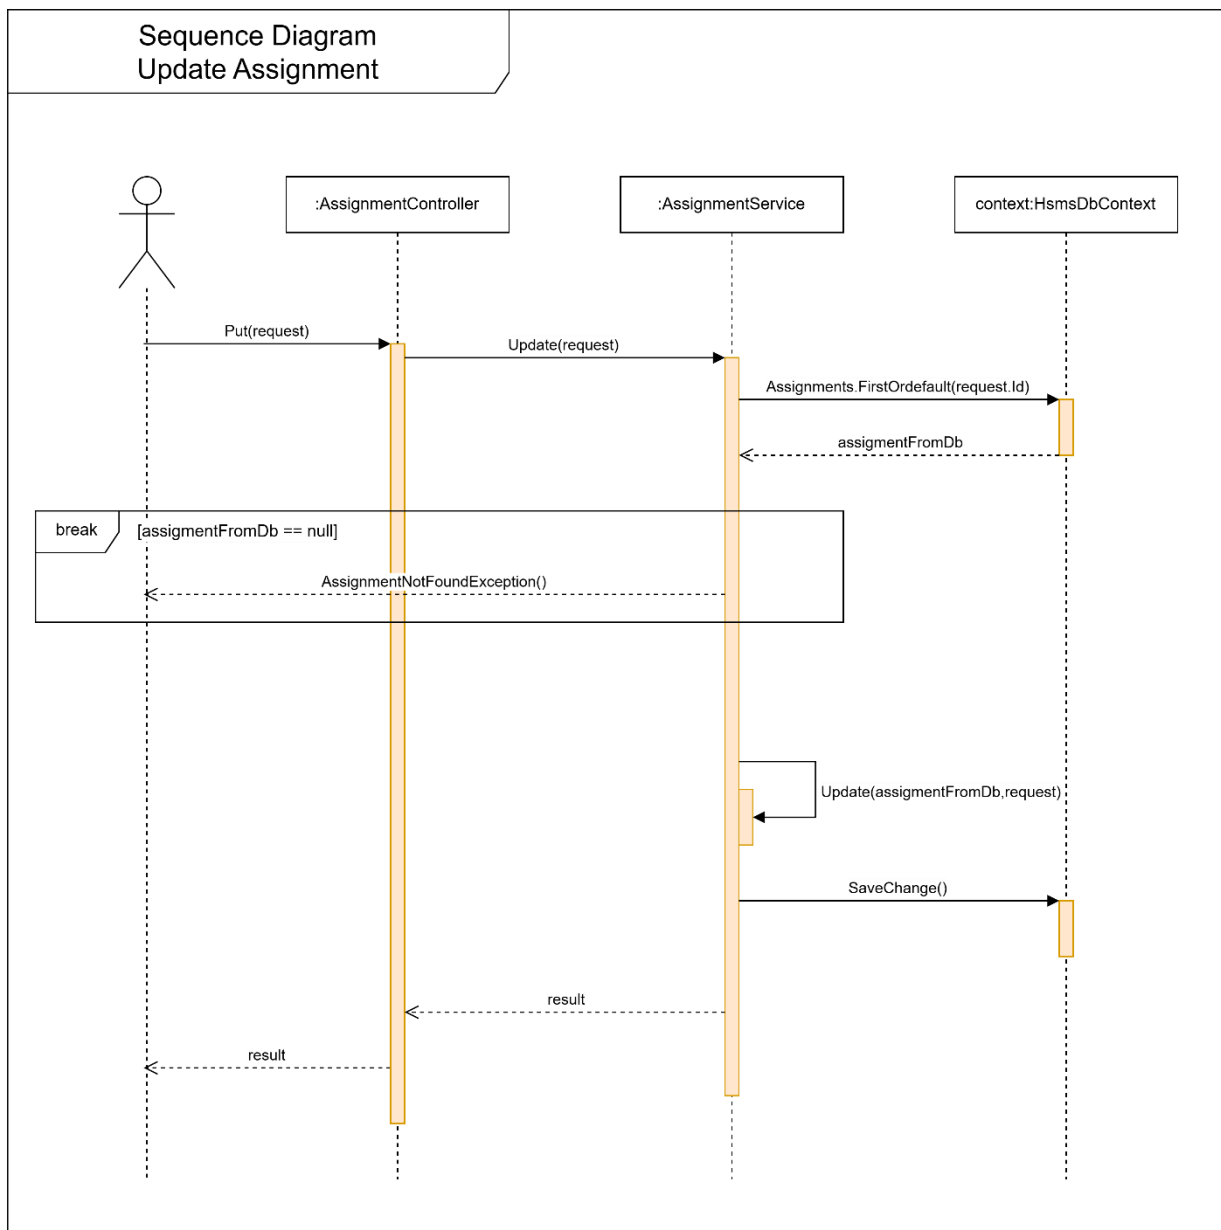 Sequence Diagram
Update Assignment
:AssignmentController
:AssignmentService
context:HsmsDbContext
Put(request)
Update(request)
Assignments.FirstOrdefault(request.Id)
assigmentFromDb
break
[assigmentFromDb == null]
AssignmentNotFoundException()
Update(assigmentFromDb,request)
SaveChange()
result
result